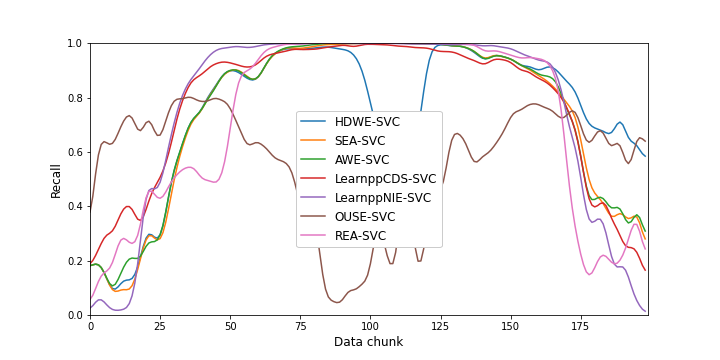 1.0
0.8
0.6
0.4
0.2
0.0
Recall
HDWE-SVC
SEA-SVC
AWE-SVC
LearnppCDS-SVC
LearnppNIE-SVC
OUSE-SVC
REA-SVC
0 25 50 75 100 125 150 175
Data chunk